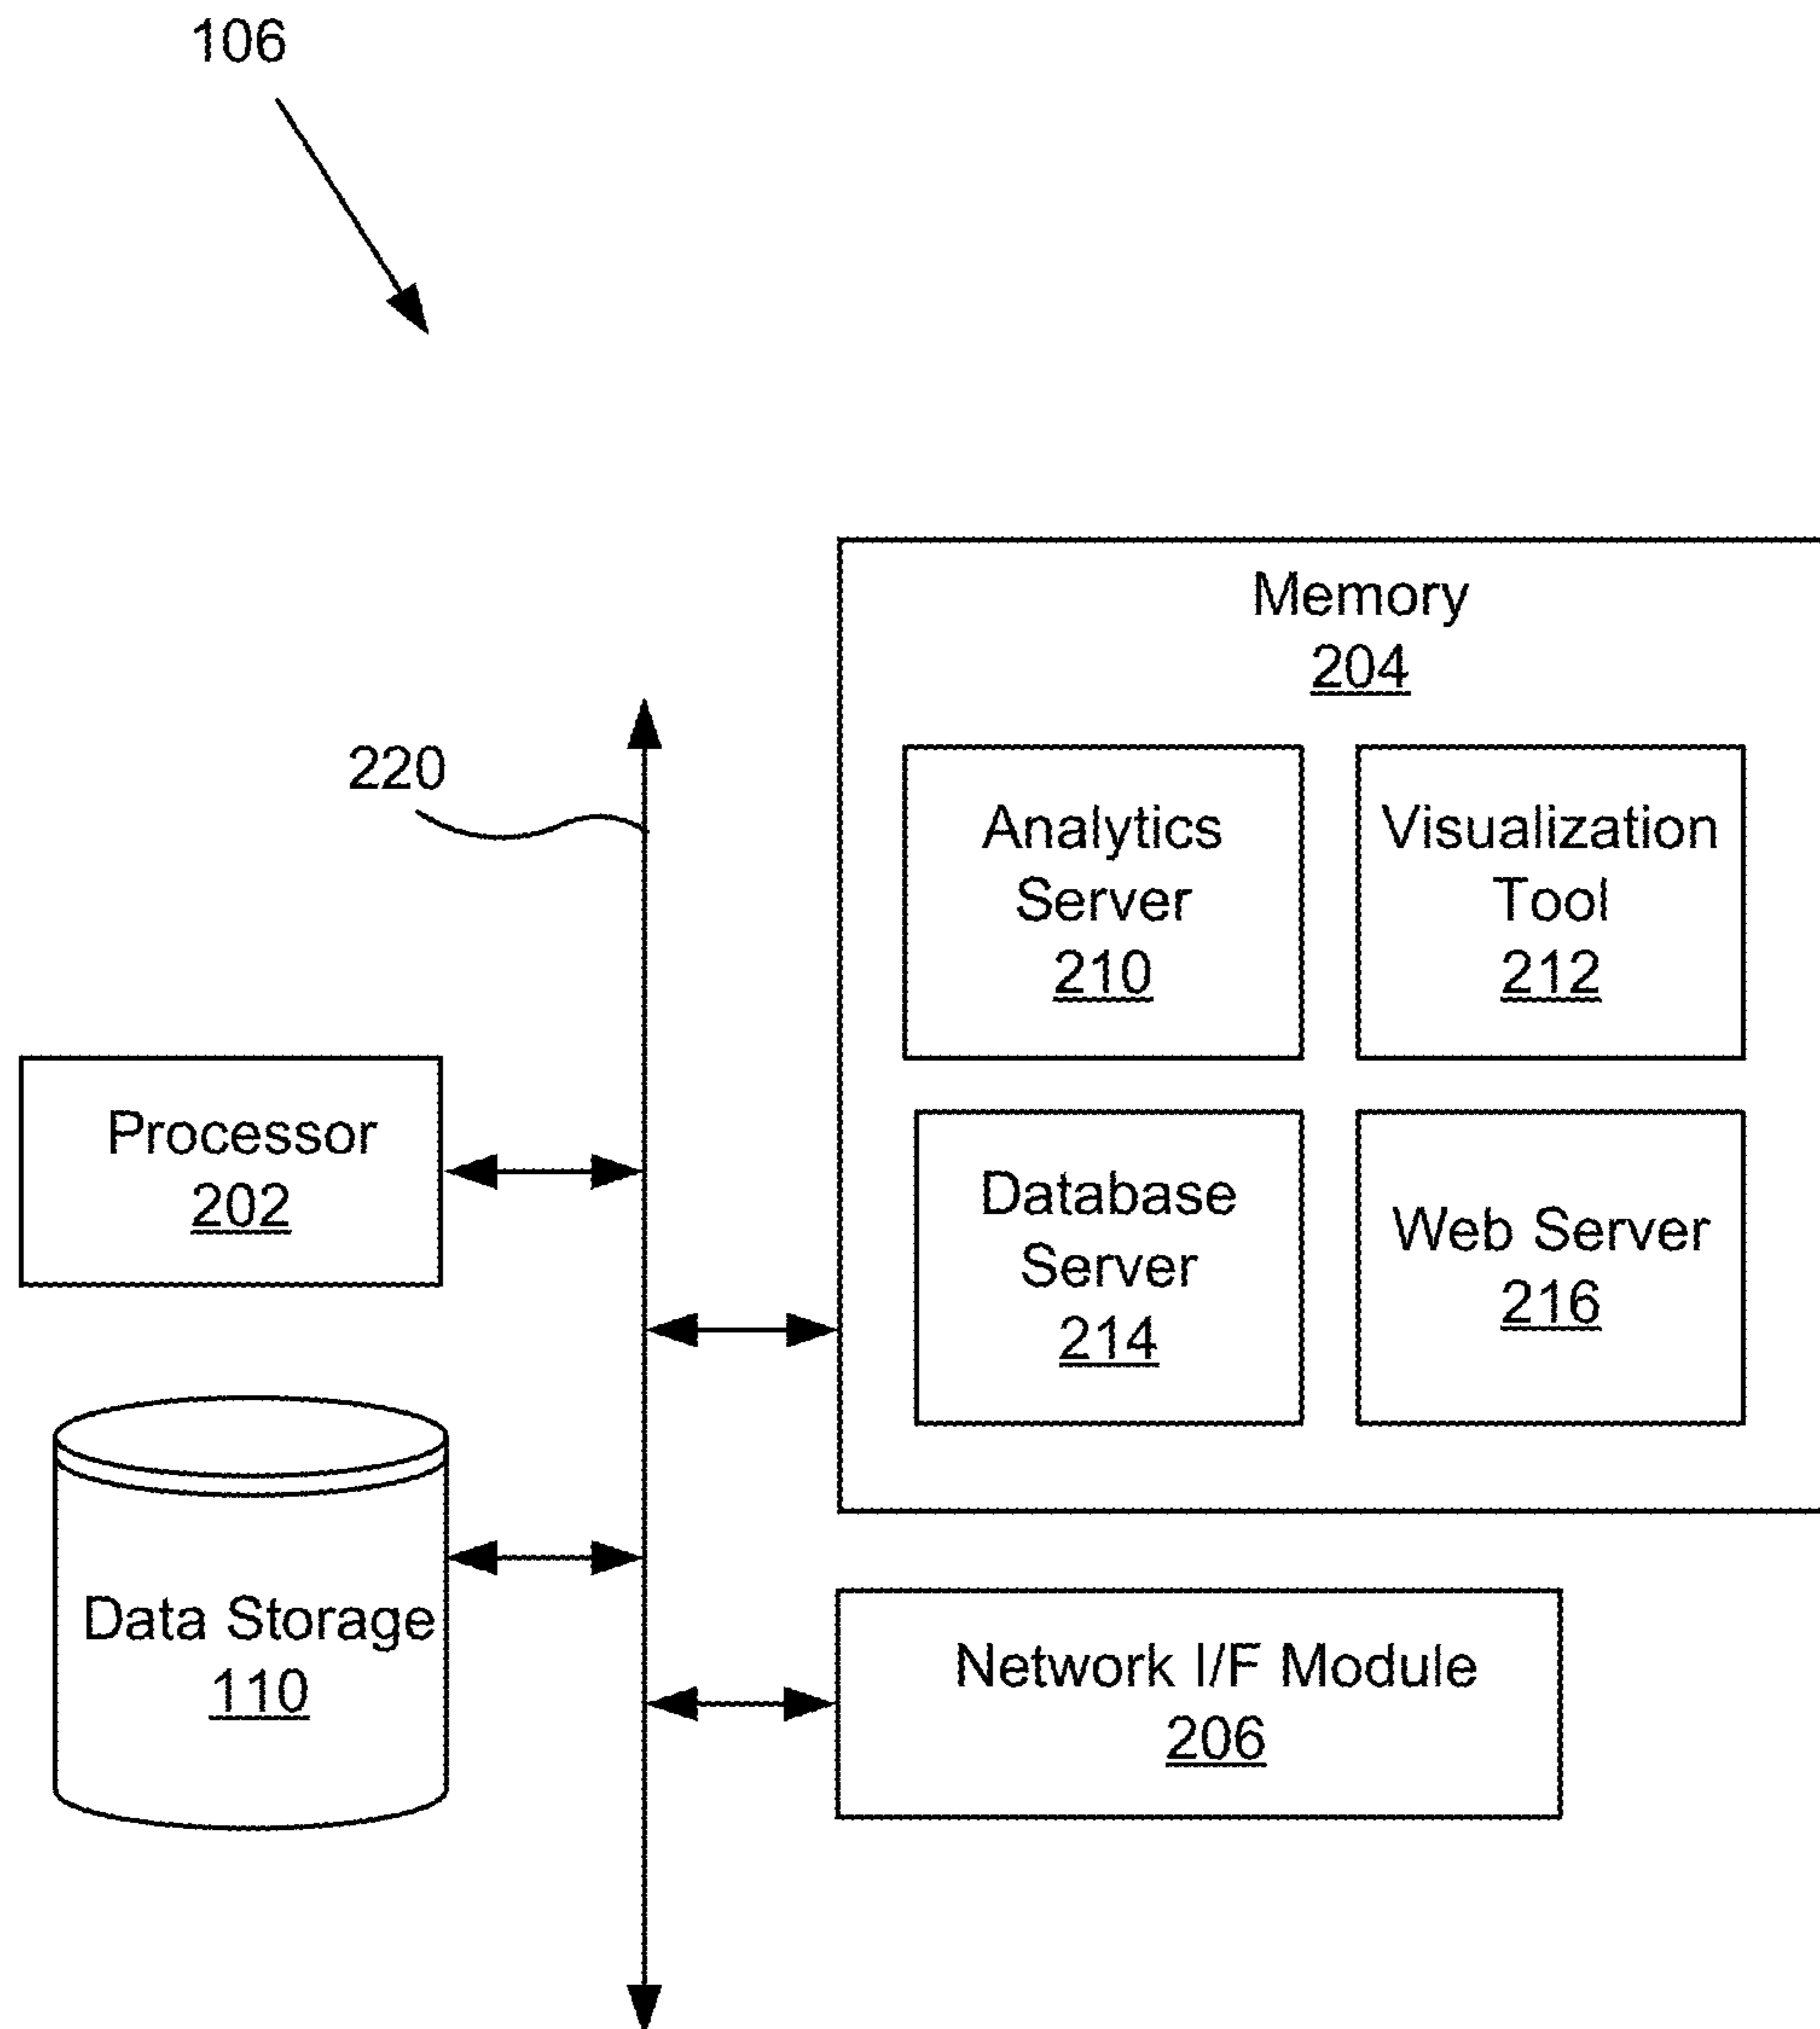 106
Memory
204
220
Analytics
Server
210
Visualization
Tool
212
Processor
202
Database
Server
214
Web Server
216
Data Storage
110
Network I/F Module
206